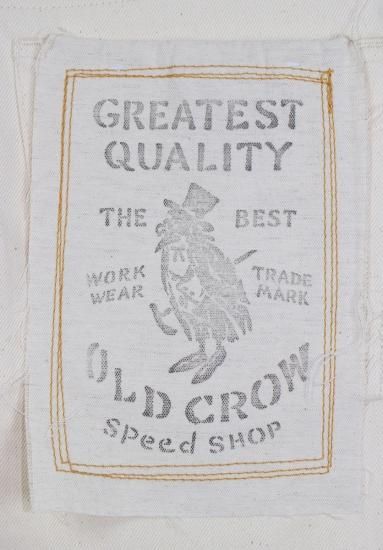 GREATEST
QUALITY
THE BEST
WORK WEAR
TRADE MARK
OLD CROW
Speed SHOP